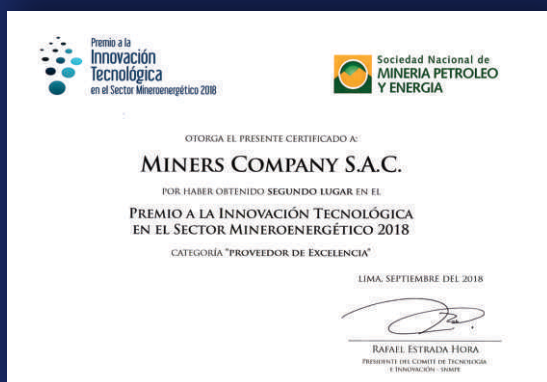 Premio a la
Innovación
Tecnológica
en el Sector Mineroenergético 2018
Sociedad Nacional de
MINERIA PETROLEO
Y ENERGIA
OTORGA EL PRESENTE CERTIFICADO A:
MINERS COMPANY S.A.C.
POR HABER OBTENIDO SEGUNDO LUGAR EN EL
PREMIO A LA INNOVACIÓN TECNOLÓGICA
EN EL SECTOR MINEROENERGÉTICO 2018
CATEGORÍA "PROVEEDOR DE EXCELENCIA"
LIMA, SEPTIEMBRE DEL 2018
RAFAEL ESTRADA HORA
PRESIDENTE DEL COMITÉ DE TECNOLOGÍA
E INNOVACIÓN - SNMPE